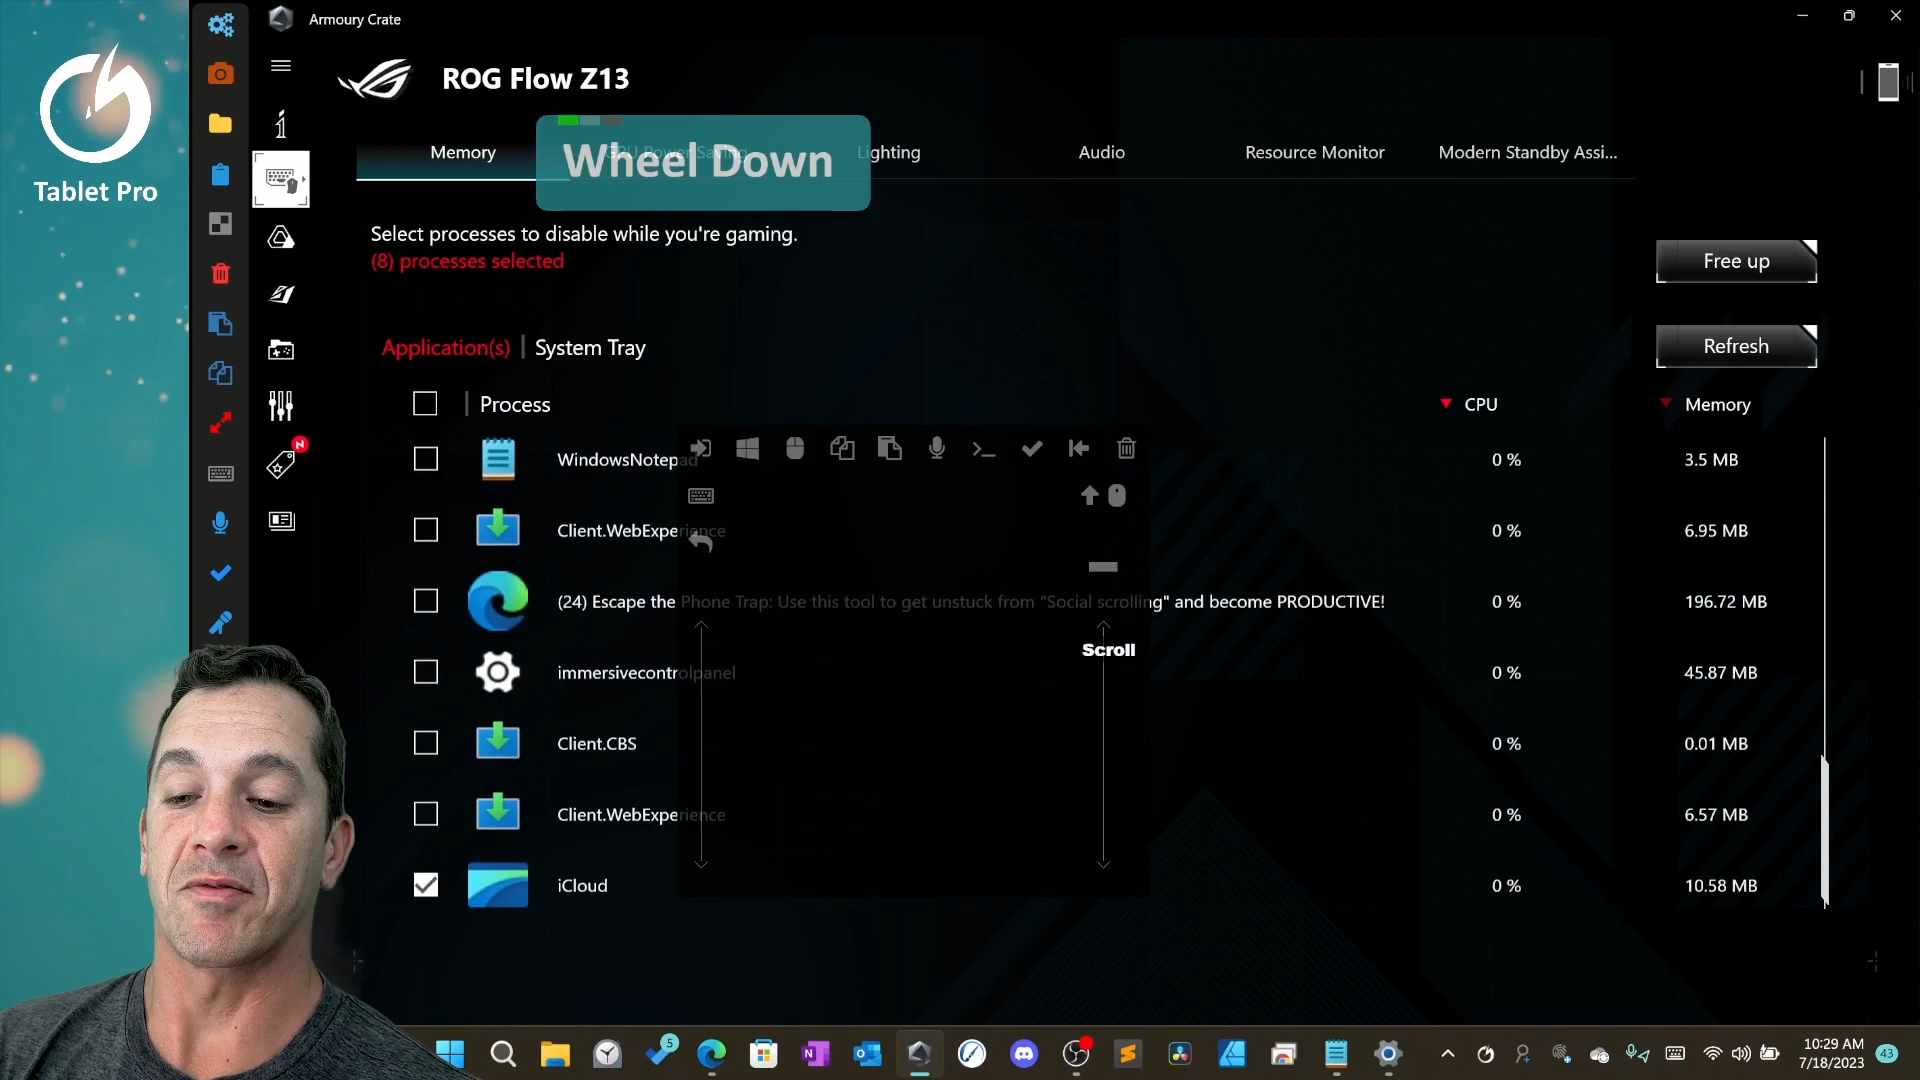 Armoury Crate
Tablet Pro
ROG Flow Z13
Memory
GPU Power Saving
Wheel Down
Lighting
Audio
Resource Monitor
Modern Standby Assi...
Select processes to disable while you're gaming.
(8) processes selected
Free up
Refresh
Application(s) | System Tray
Process
CPU
Memory
N
WindowsNotepad
0 %
3.5 MB
Client.WebExperience
0 %
6.95 MB
(24) Escape the Phone Trap: Use this tool to get unstuck from "Social scrolling" and become PRODUCTIVE!
0 %
196.72 MB
Scroll
immersivecontrolpanel
0 %
45.87 MB
Client.CBS
0 %
0.01 MB
Client.WebExperience
0 %
6.57 MB
iCloud
0 %
10.58 MB
5
N
10:29 AM
7/18/2023
43